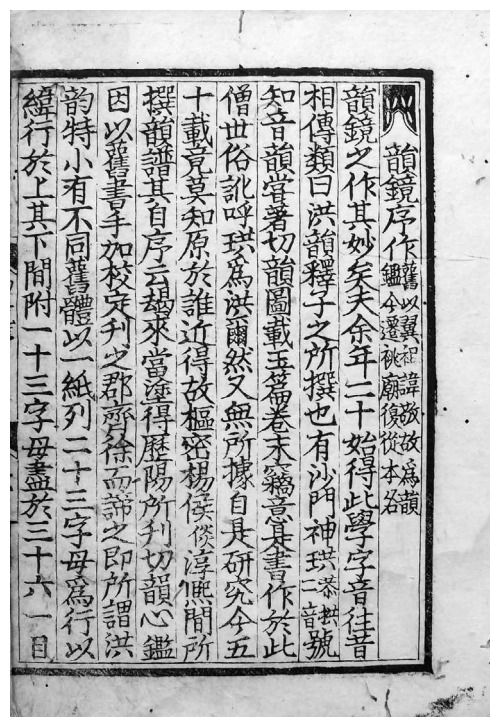 韻鏡序作舊以翼祖諱敬故爲韻鑑今遷祧廟復從本名
韻鏡之作其妙矣夫余年二十始得此學字音往昔
相傳類曰洪韻釋子之所撰也有沙門神珙恭拱二音號
知音韻甞著切韻圖載玉篇卷末竊意是書作於此
僧世俗訛呼珙爲洪爾然又無所據自是研究今五
十載竟莫知原於誰近得故樞密楊侯倓淳熈間所
撰韻譜其自序云朅來當塗得歷陽所刋切韻心鑑
因以舊書手加校定刋之郡齋徐而諦之即所謂洪
韵特小有不同舊體以一紙列二十三字母爲行以
緯行於上其下間附一十三字母盡於三十六一目